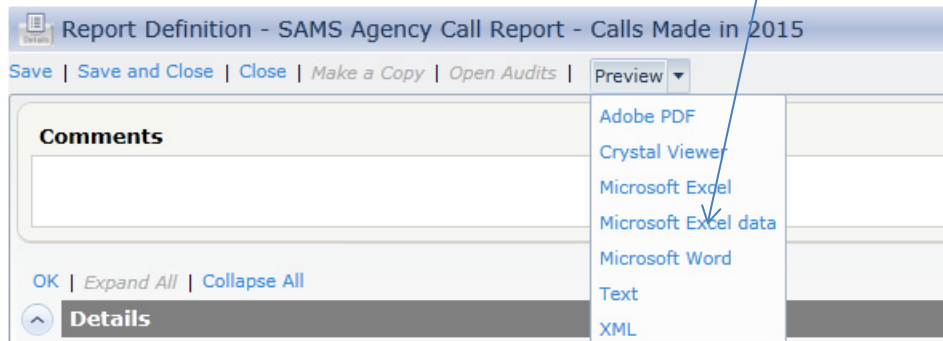 Report Definition - SAMS Agency Call Report - Calls Made in 2015
Save | Save and Close | Close | Make a Copy | Open Audits | Preview
Adobe PDF
Comments
Crystal Viewer
Microsoft Excel
Microsoft Excel data
Microsoft Word
OK | Expand All | Collapse All
Text
Details
XML